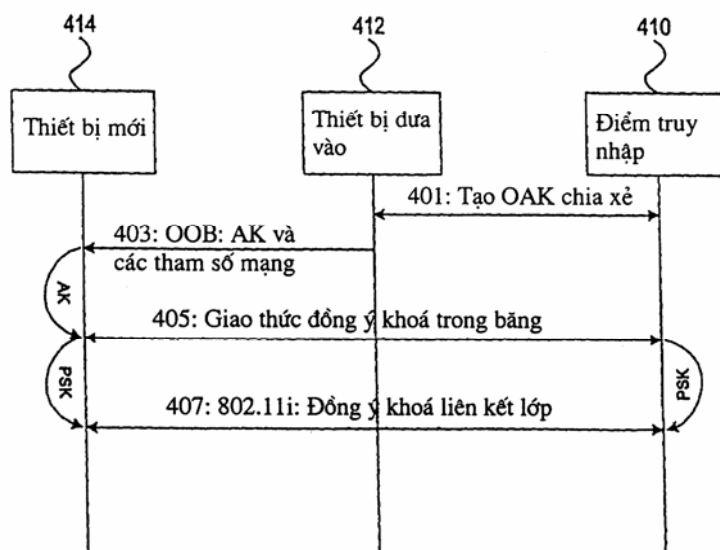 414
412
410
Thiết bị mới
Thiết bị đưa
vào
Điểm truy
nhập
401: Tạo OAK chia xẻ
403: OOB: AK và
các tham số mạng
AK
405: Giao thức đồng ý khoá trong băng
PSK
PSK
407: 802.11i: Đồng ý khoá liên kết lớp